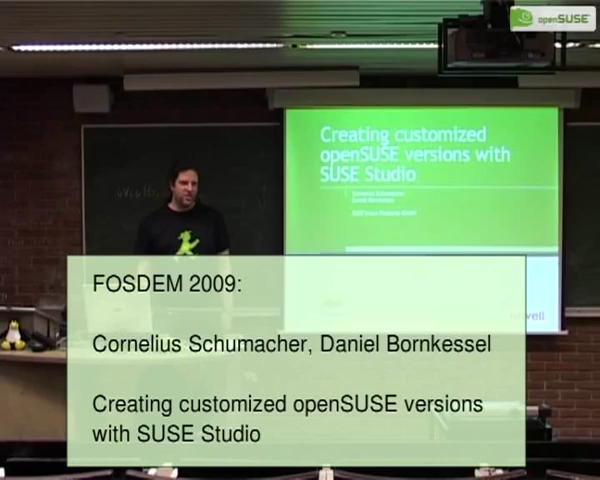 openSUSE
Creating customized
openSUSE versions with
SUSE Studio
FOSDEM 2009:
Cornelius Schumacher, Daniel Bornkessel
Creating customized openSUSE versions
with SUSE Studio